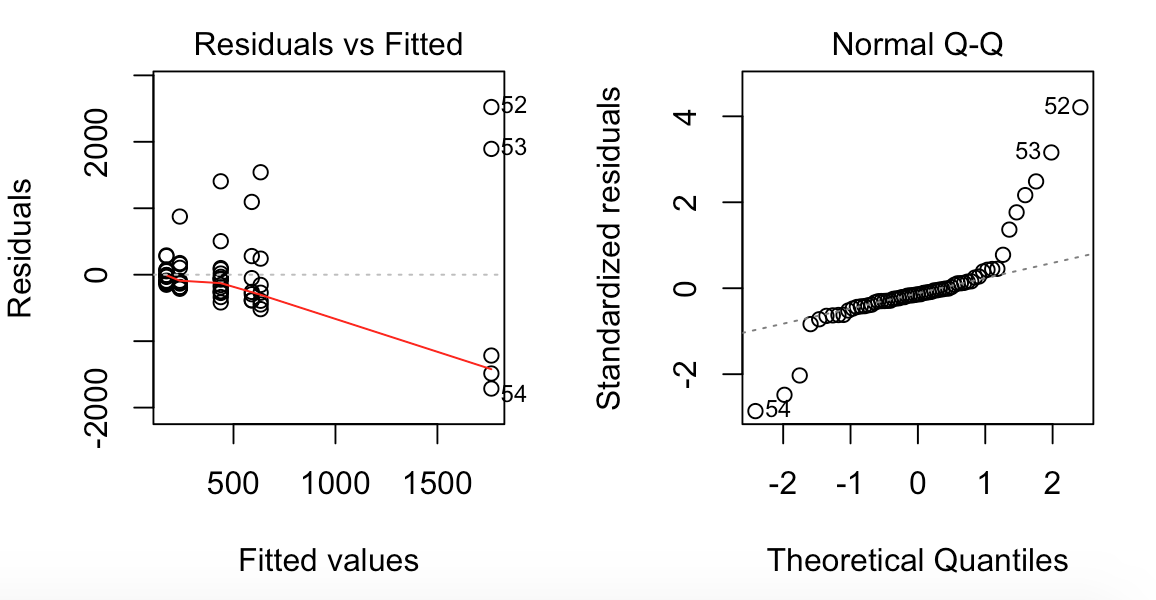 Residuals vs Fitted
Residuals
2000
0
-2000
52
53
54
500 1000 1500
Fitted values
Normal Q-Q
Standardized residuals
4
2
0
-2
52
53
54
-2 -1 0 1 2
Theoretical Quantiles